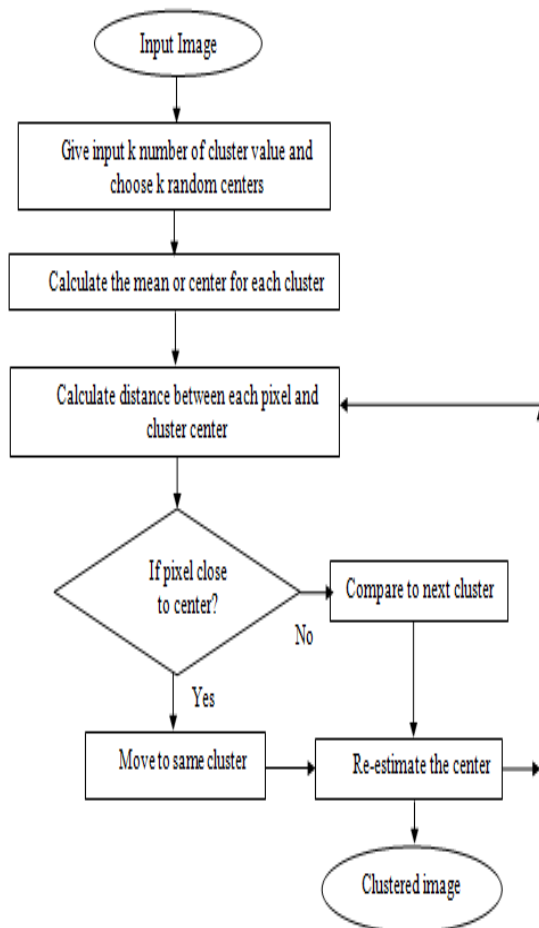 Input Image
Give input k number of cluster value and
choose k random centers
Calculate the mean or center for each cluster
Calculate distance between each pixel and
cluster center
If pixel close
to center?
Compare to next cluster
No
Yes
Move to same cluster
Re-estimate the center
Clustered image